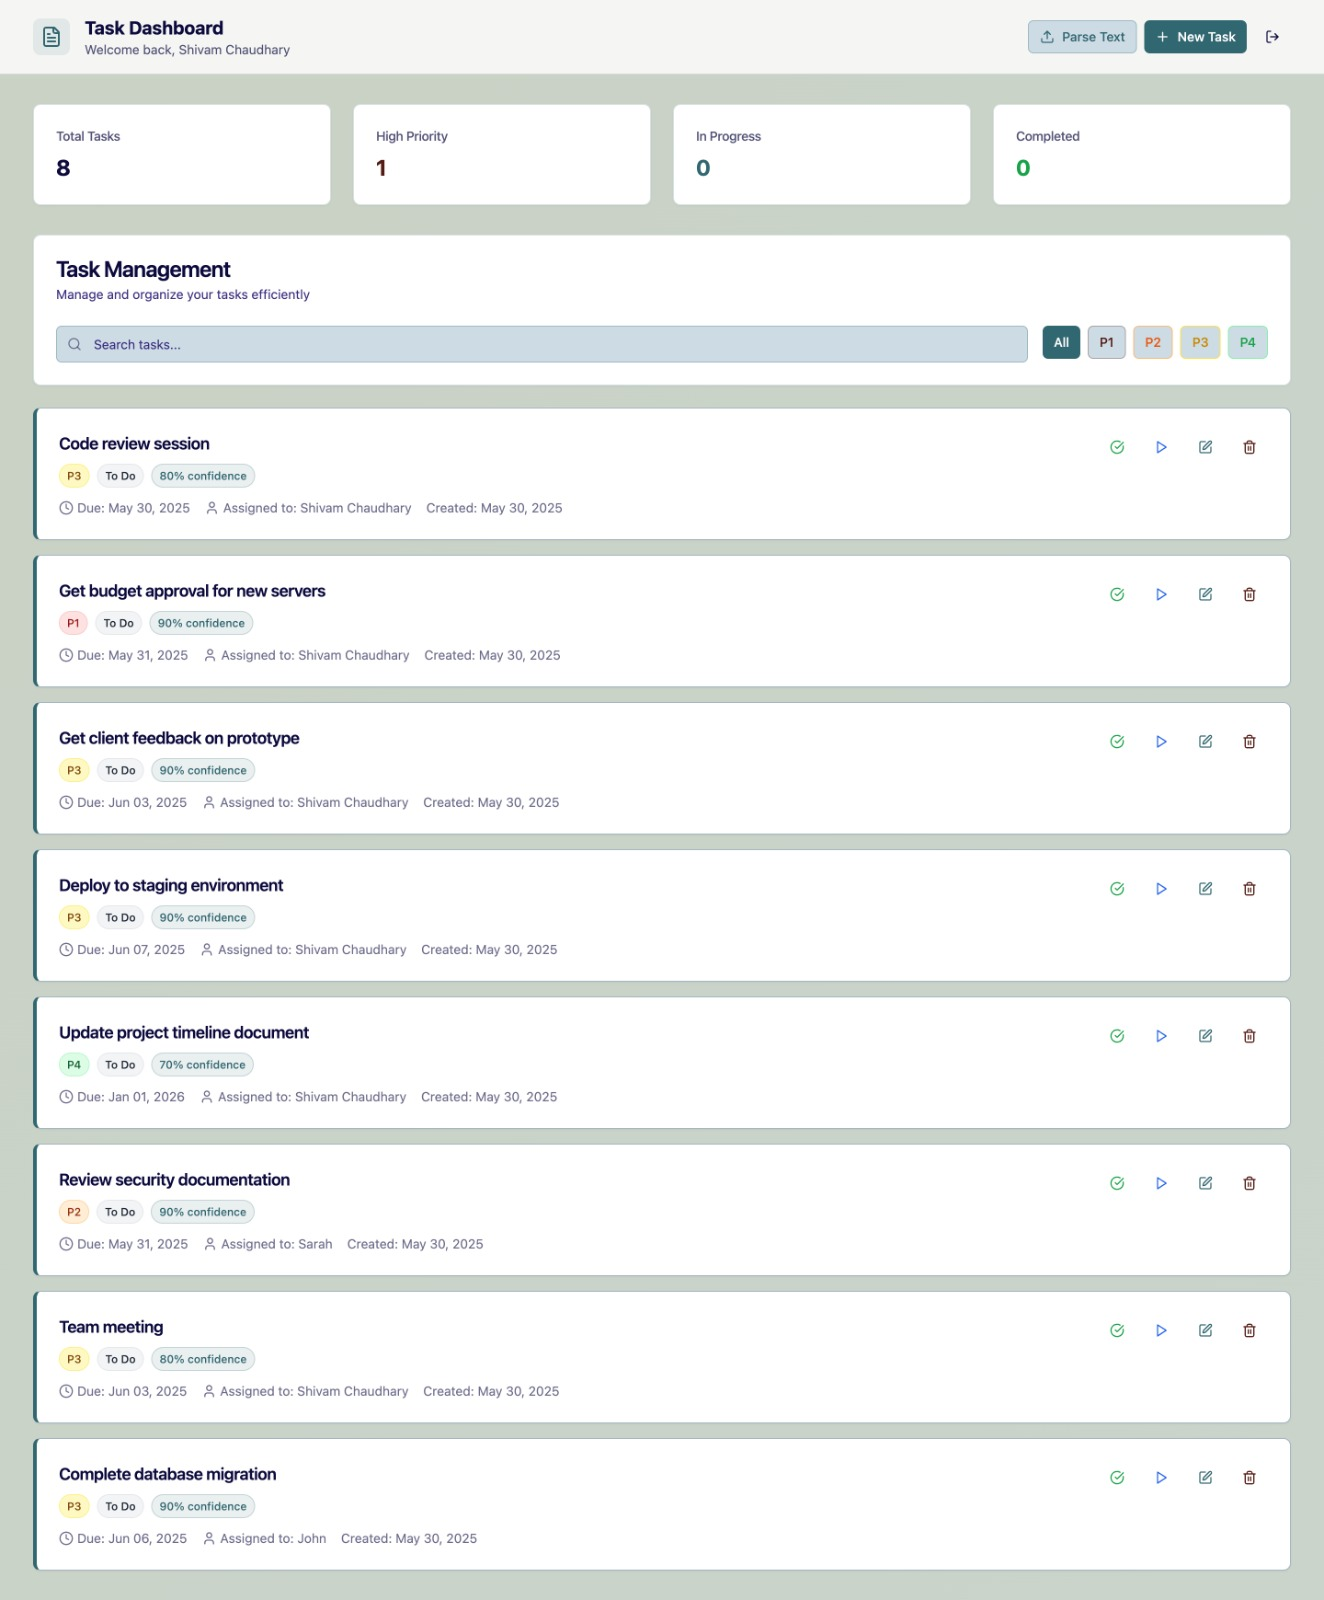 Task Dashboard
Welcome back, Shivam Chaudhary
Parse Text
New Task
Total Tasks
8
High Priority
1
In Progress
0
Completed
0
Task Management
Manage and organize your tasks efficiently
Search tasks...
All P1 P2 P3 P4
Code review session
P3 To Do 80% confidence
Due: May 30, 2025 Assigned to: Shivam Chaudhary Created: May 30, 2025
Get budget approval for new servers
P1 To Do 90% confidence
Due: May 31, 2025 Assigned to: Shivam Chaudhary Created: May 30, 2025
Get client feedback on prototype
P3 To Do 90% confidence
Due: Jun 03, 2025 Assigned to: Shivam Chaudhary Created: May 30, 2025
Deploy to staging environment
P3 To Do 90% confidence
Due: Jun 07, 2025 Assigned to: Shivam Chaudhary Created: May 30, 2025
Update project timeline document
P4 To Do 70% confidence
Due: Jan 01, 2026 Assigned to: Shivam Chaudhary Created: May 30, 2025
Review security documentation
P2 To Do 90% confidence
Due: May 31, 2025 Assigned to: Sarah Created: May 30, 2025
Team meeting
P3 To Do 80% confidence
Due: Jun 03, 2025 Assigned to: Shivam Chaudhary Created: May 30, 2025
Complete database migration
P3 To Do 90% confidence
Due: Jun 06, 2025 Assigned to: John Created: May 30, 2025